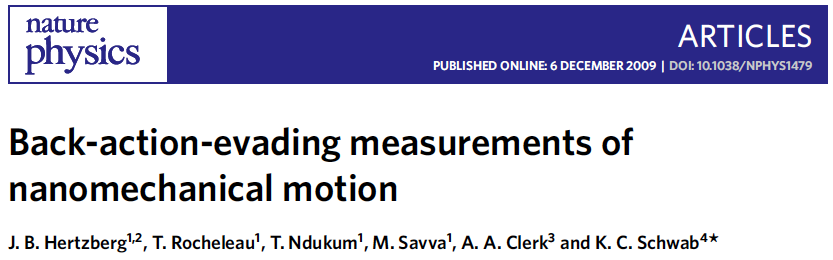 nature
physics
ARTICLES
PUBLISHED ONLINE: 6 DECEMBER 2009 | DOI: 10.1038/NPHYS1479
Back-action-evading measurements of
nanomechanical motion
J. B. Hertzberg1,2, T. Rocheleau1, T. Ndukum1, M. Savva1, A. A. Clerk3 and K. C. Schwab4★